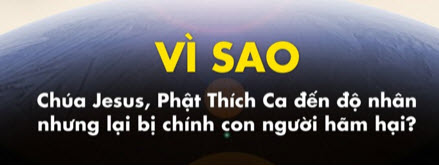 VÌ SAO
Chúa Jesus, Phật Thích Ca đến độ nhân
nhưng lại bị chính con người hãm hại?